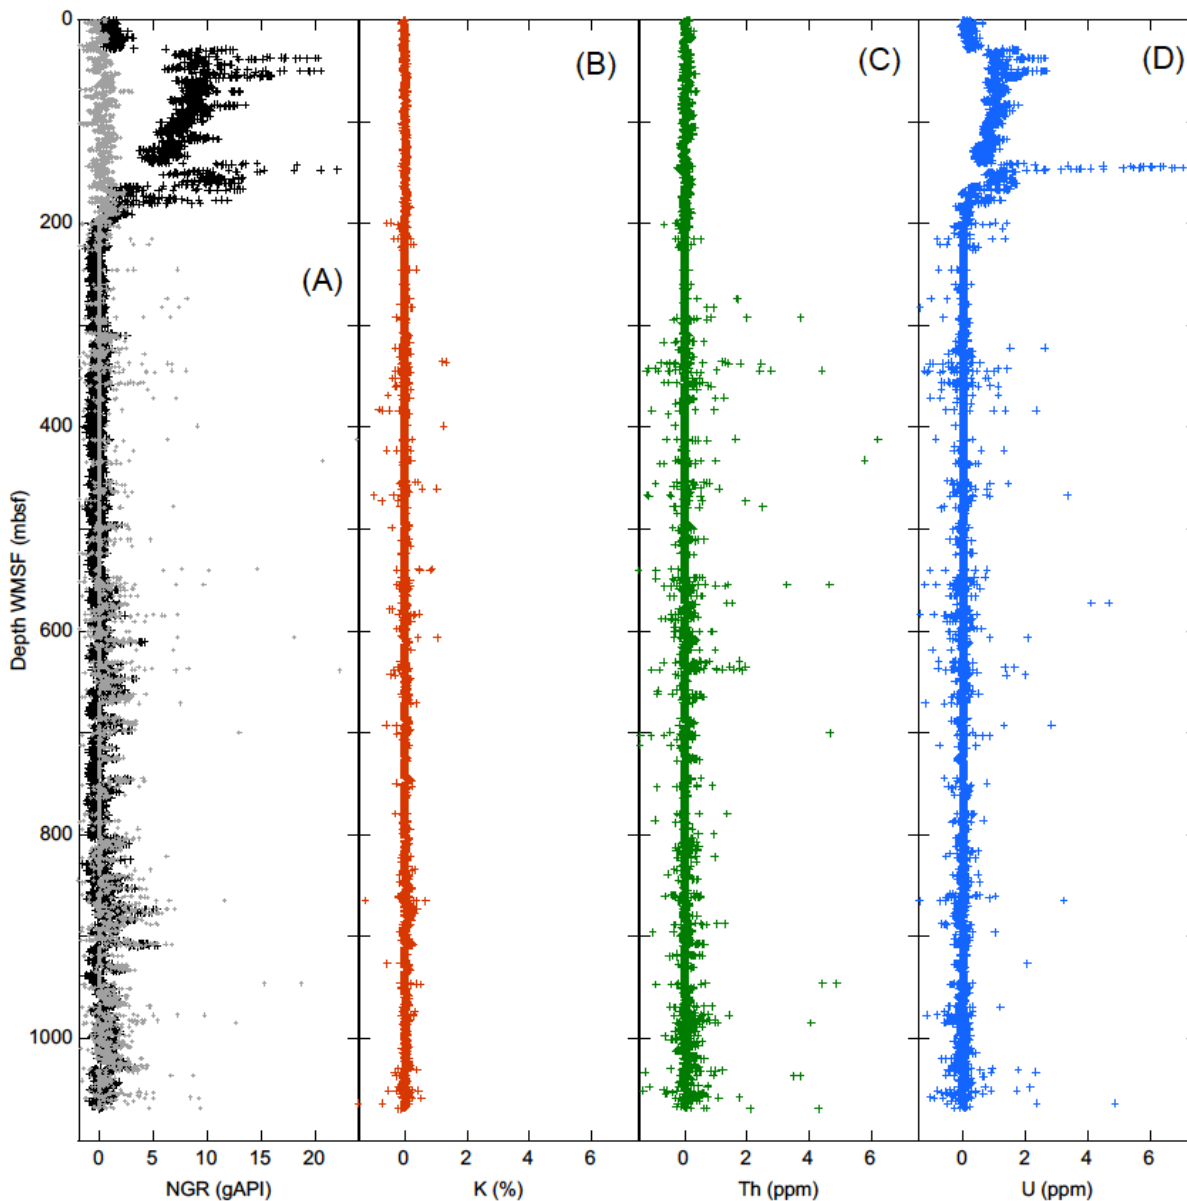 0
(B)
(C)
(D)
200
(A)
400
Depth WMSF (mbsf)
600
800
1000
0 5 10 15 20 0 2 4 6 0 2 4 6 0 2 4 6
NGR (gAPI) K (%) Th (ppm) U (ppm)